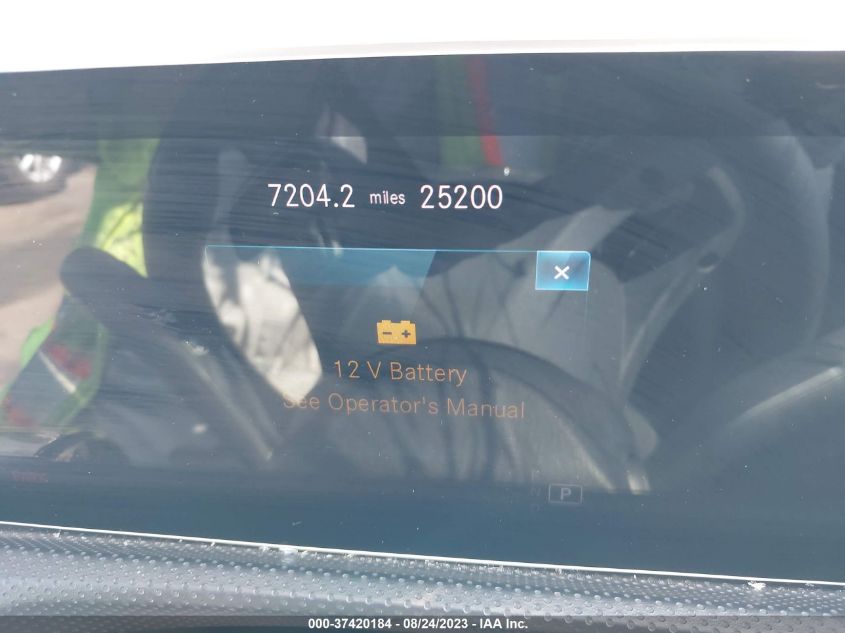 7204.2 miles 25200
12 V Battery
See Operator's Manual
P
000-37420184 - 08/24/2023 - IAA Inc.